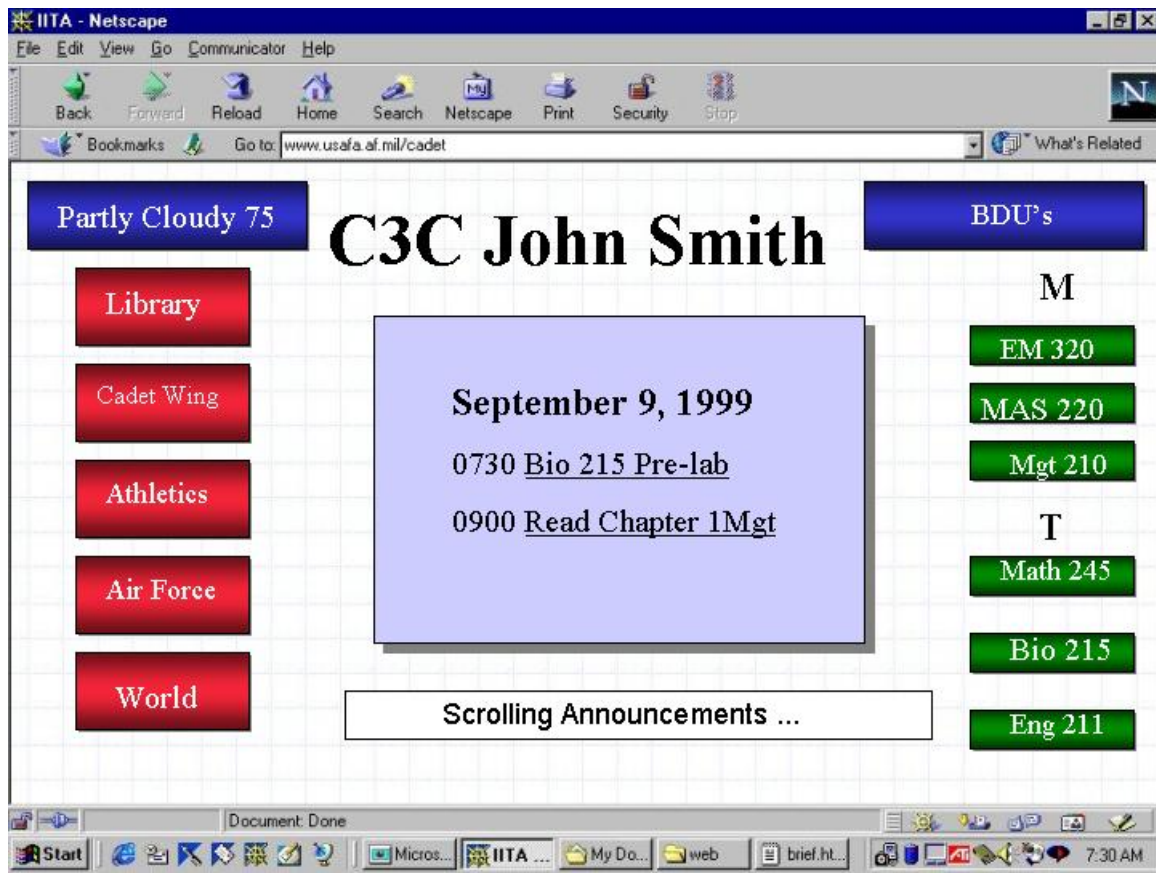 IITA - Netscape
File Edit View Go Communicator Help
Back Forward Reload Home Search Netscape Print Security Stop
Bookmarks Go to: www.usafa.af.mil/cadet What's Related
Partly Cloudy 75
C3C John Smith
BDU's
Library
Cadet Wing
Athletics
Air Force
World
September 9, 1999
0730 Bio 215 Pre-lab
0900 Read Chapter 1Mgt
Scrolling Announcements ...
M
EM 320
MAS 220
Mgt 210
T
Math 245
Bio 215
Eng 211
Document: Done
Start Micros... IITA ... My Do... web brief.ht... 7:30 AM